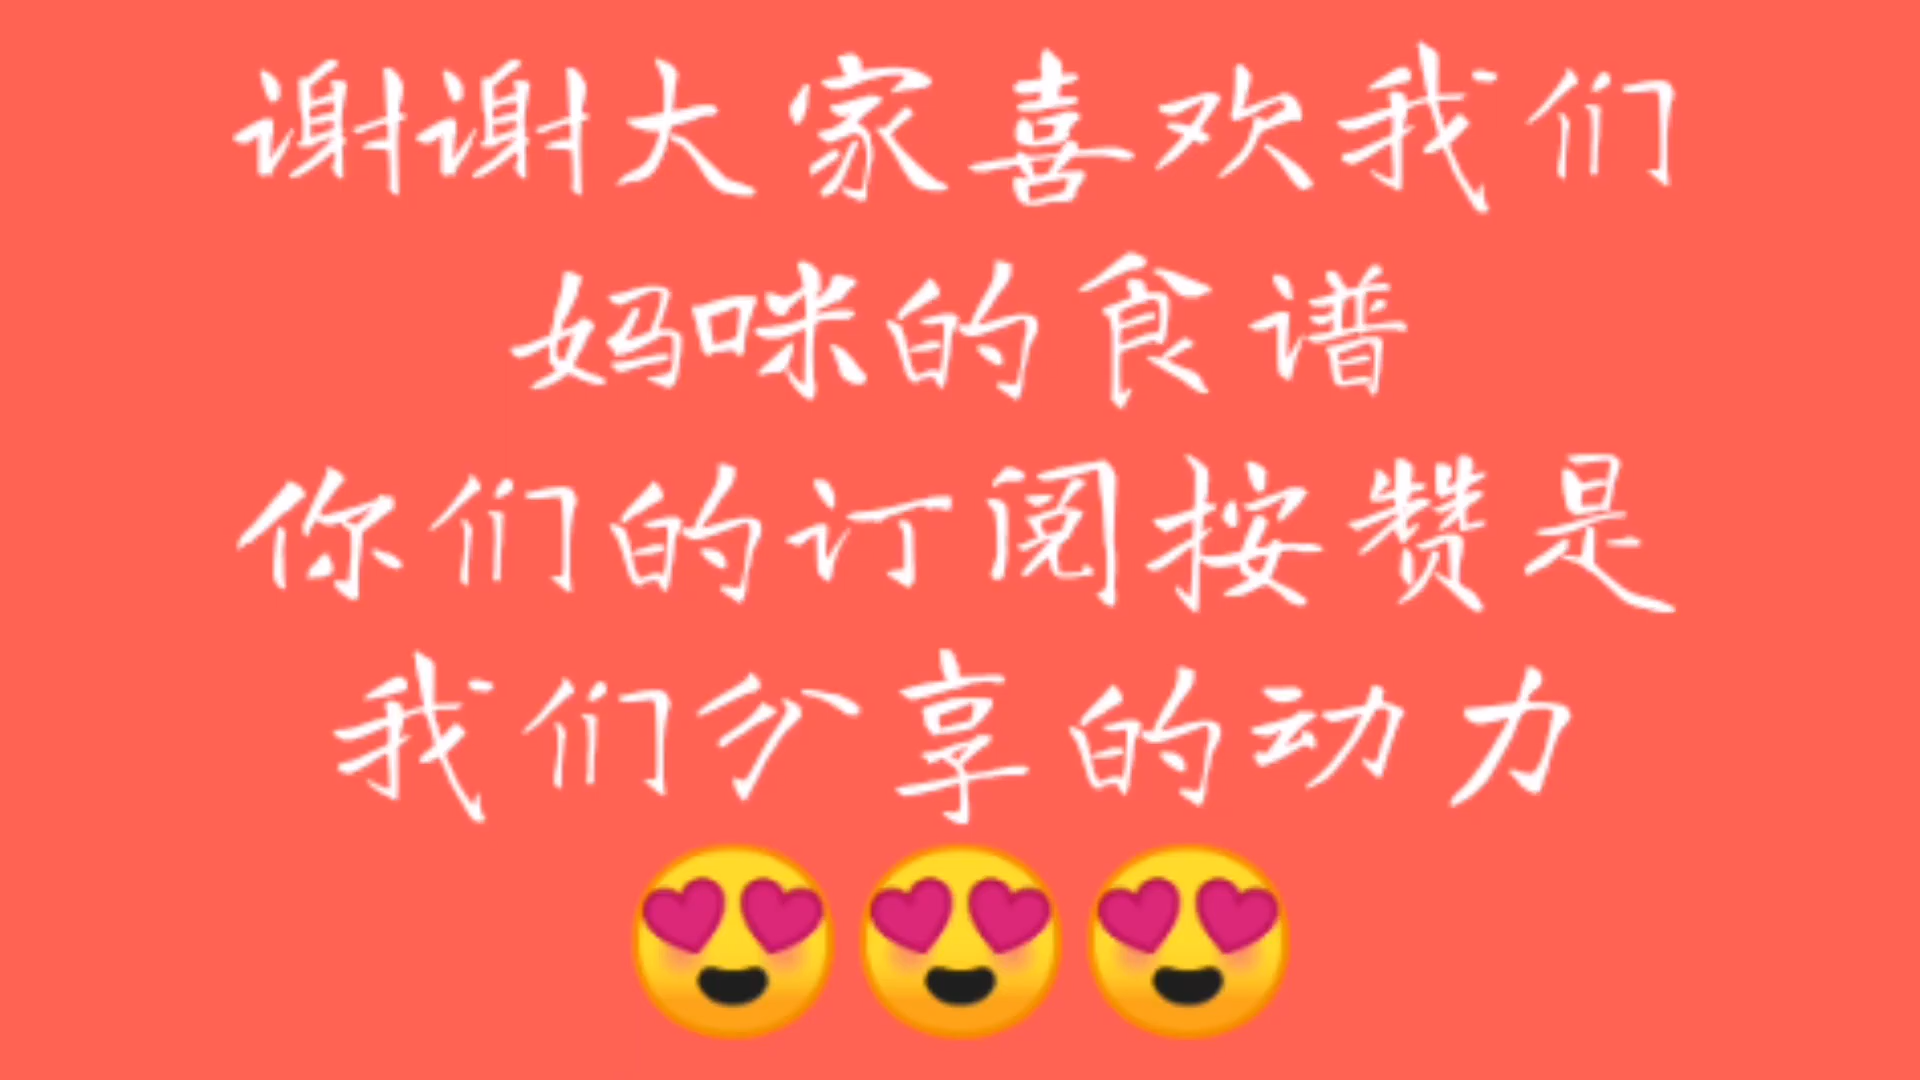 谢谢大家喜欢我们
妈咪的食谱
你们的订阅按赞是
我们分享的动力
😍😍😍